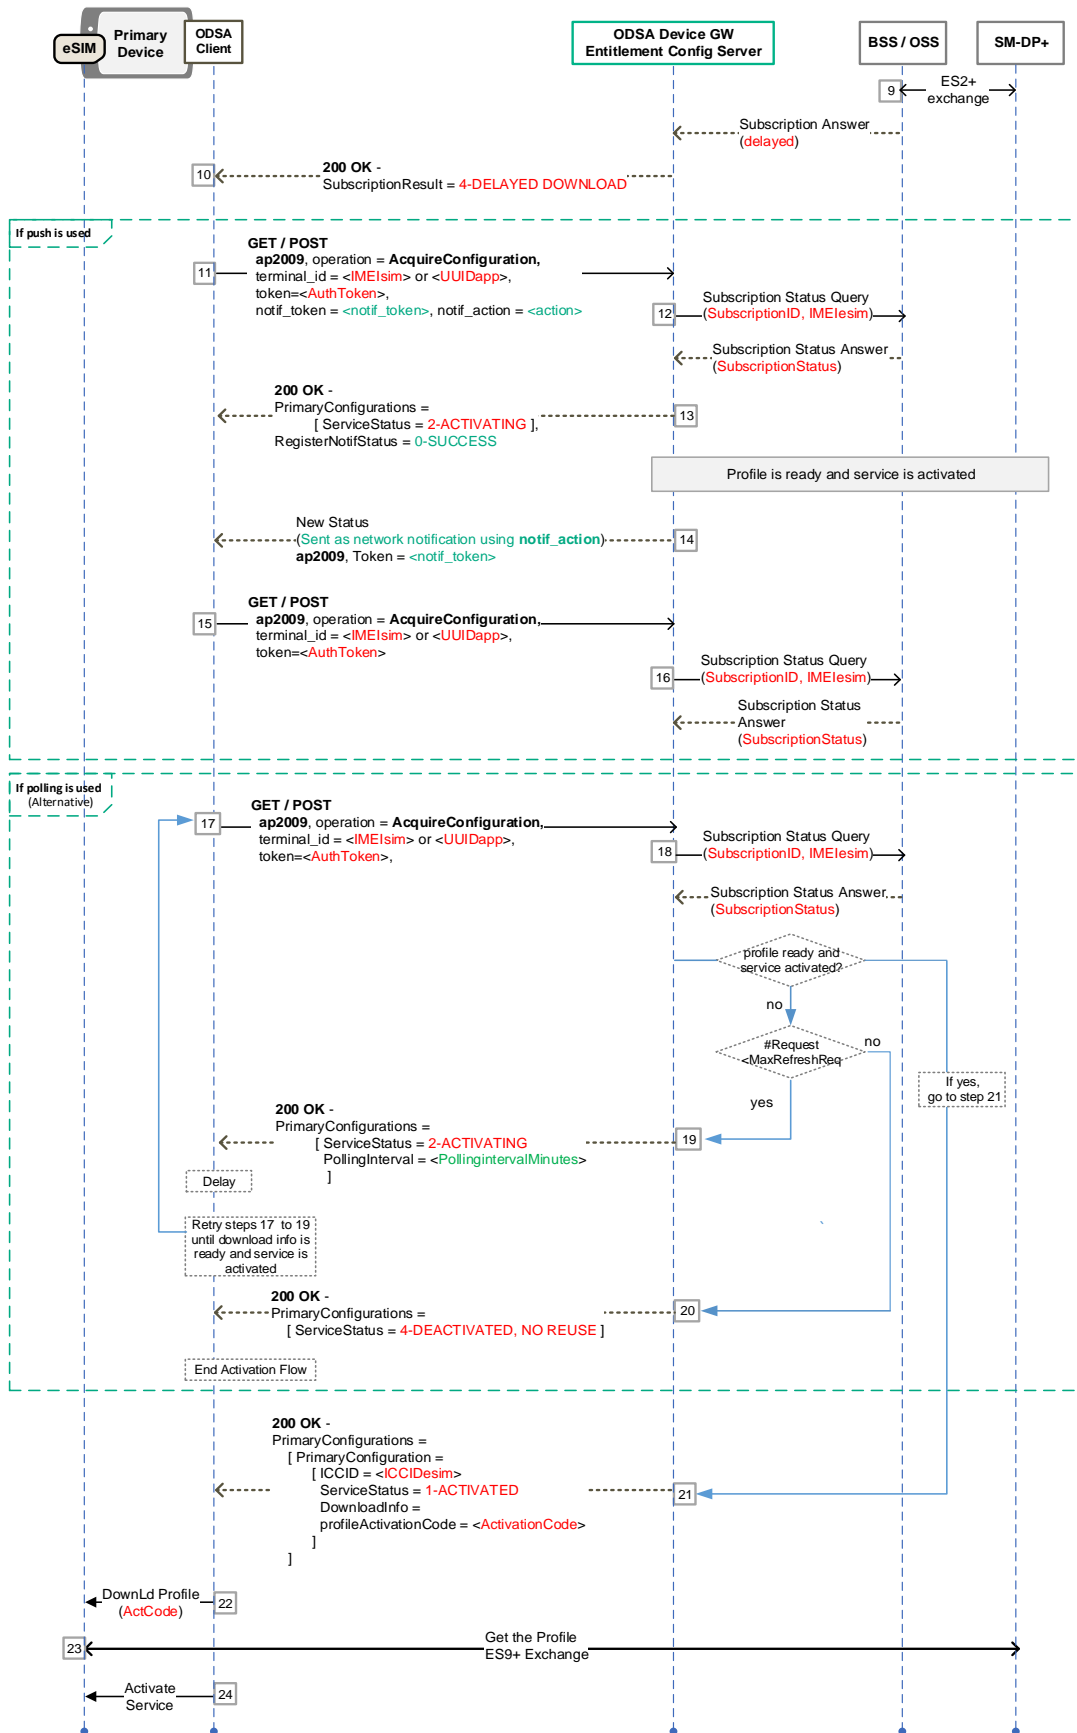 eSIM
Primary
Device
ODSA
Client
ODSA Device GW
Entitlement Config Server
BSS / OSS
SM-DP+
9
ES2+
exchange
Subscription Answer
(delayed)
10
200 OK -
SubscriptionResult = 4-DELAYED DOWNLOAD
If push is used
11
GET / POST
ap2009, operation = AcquireConfiguration,
terminal_id = <IMEIsim> or <UUIDapp>,
token=<AuthToken>,
notif_token = <notif_token>, notif_action = <action>
12
Subscription Status Query
(SubscriptionID, IMEIesim)
Subscription Status Answer
(SubscriptionStatus)
200 OK -
PrimaryConfigurations =
[ ServiceStatus = 2-ACTIVATING ],
RegisterNotifStatus = 0-SUCCESS
13
Profile is ready and service is activated
New Status
(Sent as network notification using notif_action)
ap2009, Token = <notif_token>
14
15
GET / POST
ap2009, operation = AcquireConfiguration,
terminal_id = <IMEIsim> or <UUIDapp>,
token=<AuthToken>
16
Subscription Status Query
(SubscriptionID, IMEIesim)
Subscription Status
Answer
(SubscriptionStatus)
If polling is used
(Alternative)
17
GET / POST
ap2009, operation = AcquireConfiguration,
terminal_id = <IMEIsim> or <UUIDapp>,
token=<AuthToken>,
18
Subscription Status Query
(SubscriptionID, IMEIesim)
Subscription Status Answer
(SubscriptionStatus)
profile ready and
service activated?
no
#Request
<MaxRefreshReq
no
yes
If yes,
go to step 21
200 OK -
PrimaryConfigurations =
[ ServiceStatus = 2-ACTIVATING
PollingInterval = <PollingintervalMinutes>
]
19
Delay
Retry steps 17 to 19
until download info is
ready and service is
activated
200 OK -
PrimaryConfigurations =
[ ServiceStatus = 4-DEACTIVATED, NO REUSE ]
20
End Activation Flow
200 OK -
PrimaryConfigurations =
[ PrimaryConfiguration =
[ ICCID = <ICCIDesim>
ServiceStatus = 1-ACTIVATED
DownloadInfo =
profileActivationCode = <ActivationCode>
]
]
21
DownLd Profile
(ActCode)
22
23
Get the Profile
ES9+ Exchange
Activate
Service
24